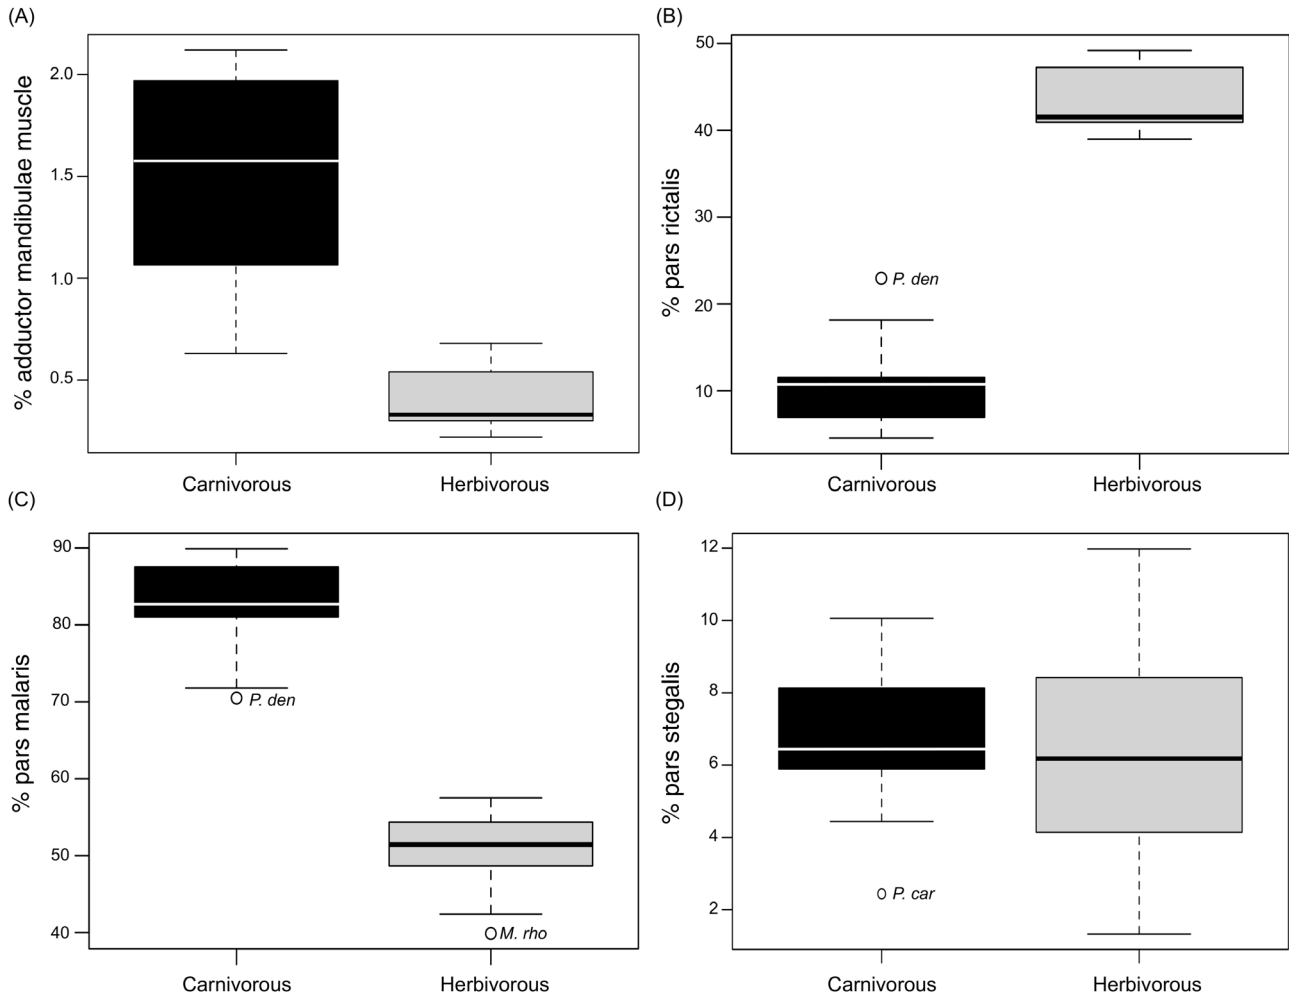 (A)
% adductor mandibulae muscle
2.0
1.5
1.0
0.5
Carnivorous
Herbivorous
(B)
% pars rictalis
50
40
30
20
10
P. den
Carnivorous
Herbivorous
(C)
% pars malaris
90
80
70
60
50
40
P. den
M. rho
Carnivorous
Herbivorous
(D)
% pars stegalis
12
10
8
6
4
2
P. car
Carnivorous
Herbivorous